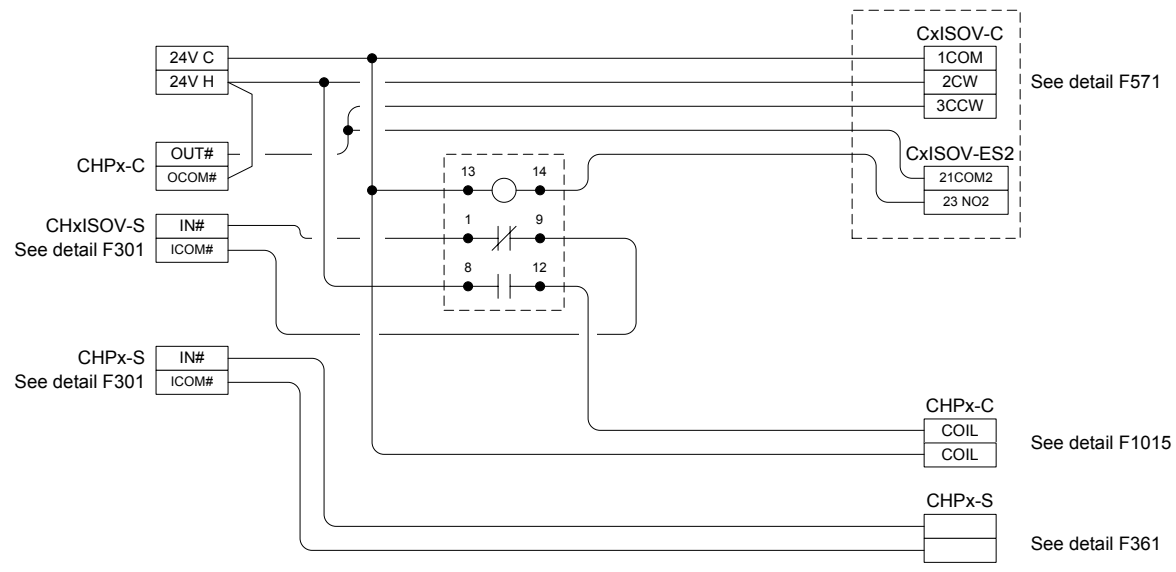 CxISOV-C
24V C
1COM
24V H
2CW
See detail F571
3CCW
OUT#
CHPx-C
OCOM#
CxISOV-ES2
13
14
21COM2
23 NO2
CHxISOV-S
IN#
1
9
See detail F301
ICOM#
8
12
CHPx-S
IN#
See detail F301
ICOM#
CHPx-C
COIL
See detail F1015
COIL
CHPx-S
See detail F361